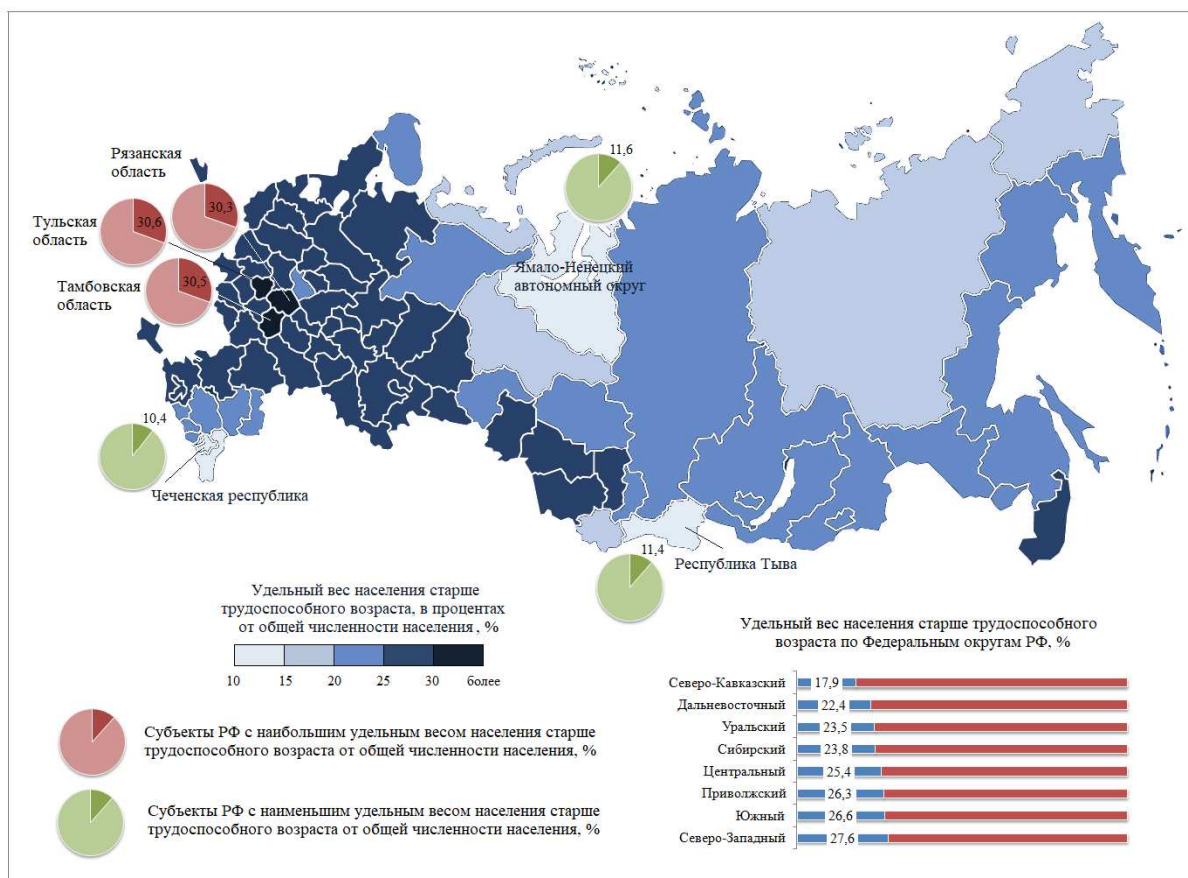 11,6
Рязанская
область
30,3
Тульская
область
30,6
Тамбовская
область
30,5
Ямало-Ненецкий
автономный округ
10,4
Чеченская республика
11,4
Республика Тыва
Удельный вес населения старше
трудоспособного возраста, в процентах
от общей численности населения , %
10 15 20 25 30 более
Субъекты РФ с наибольшим удельным весом населения старше
трудоспособного возраста от общей численности населения, %
Субъекты РФ с наименьшим удельным весом населения старше
трудоспособного возраста от общей численности населения, %
Удельный вес населения старше трудоспособного
возраста по Федеральным округам РФ, %
Северо-Кавказский 17,9
Дальневосточный 22,4
Уральский 23,5
Сибирский 23,8
Центральный 25,4
Приволжский 26,3
Южный 26,6
Северо-Западный 27,6